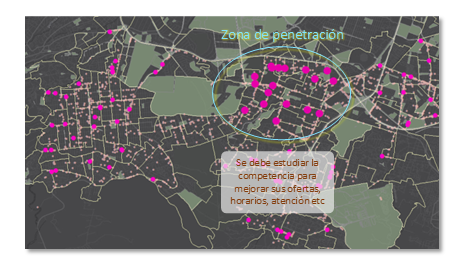 Zona de penetración
Se debe estudiar la
competencia para
mejorar sus ofertas,
horarios, atención etc